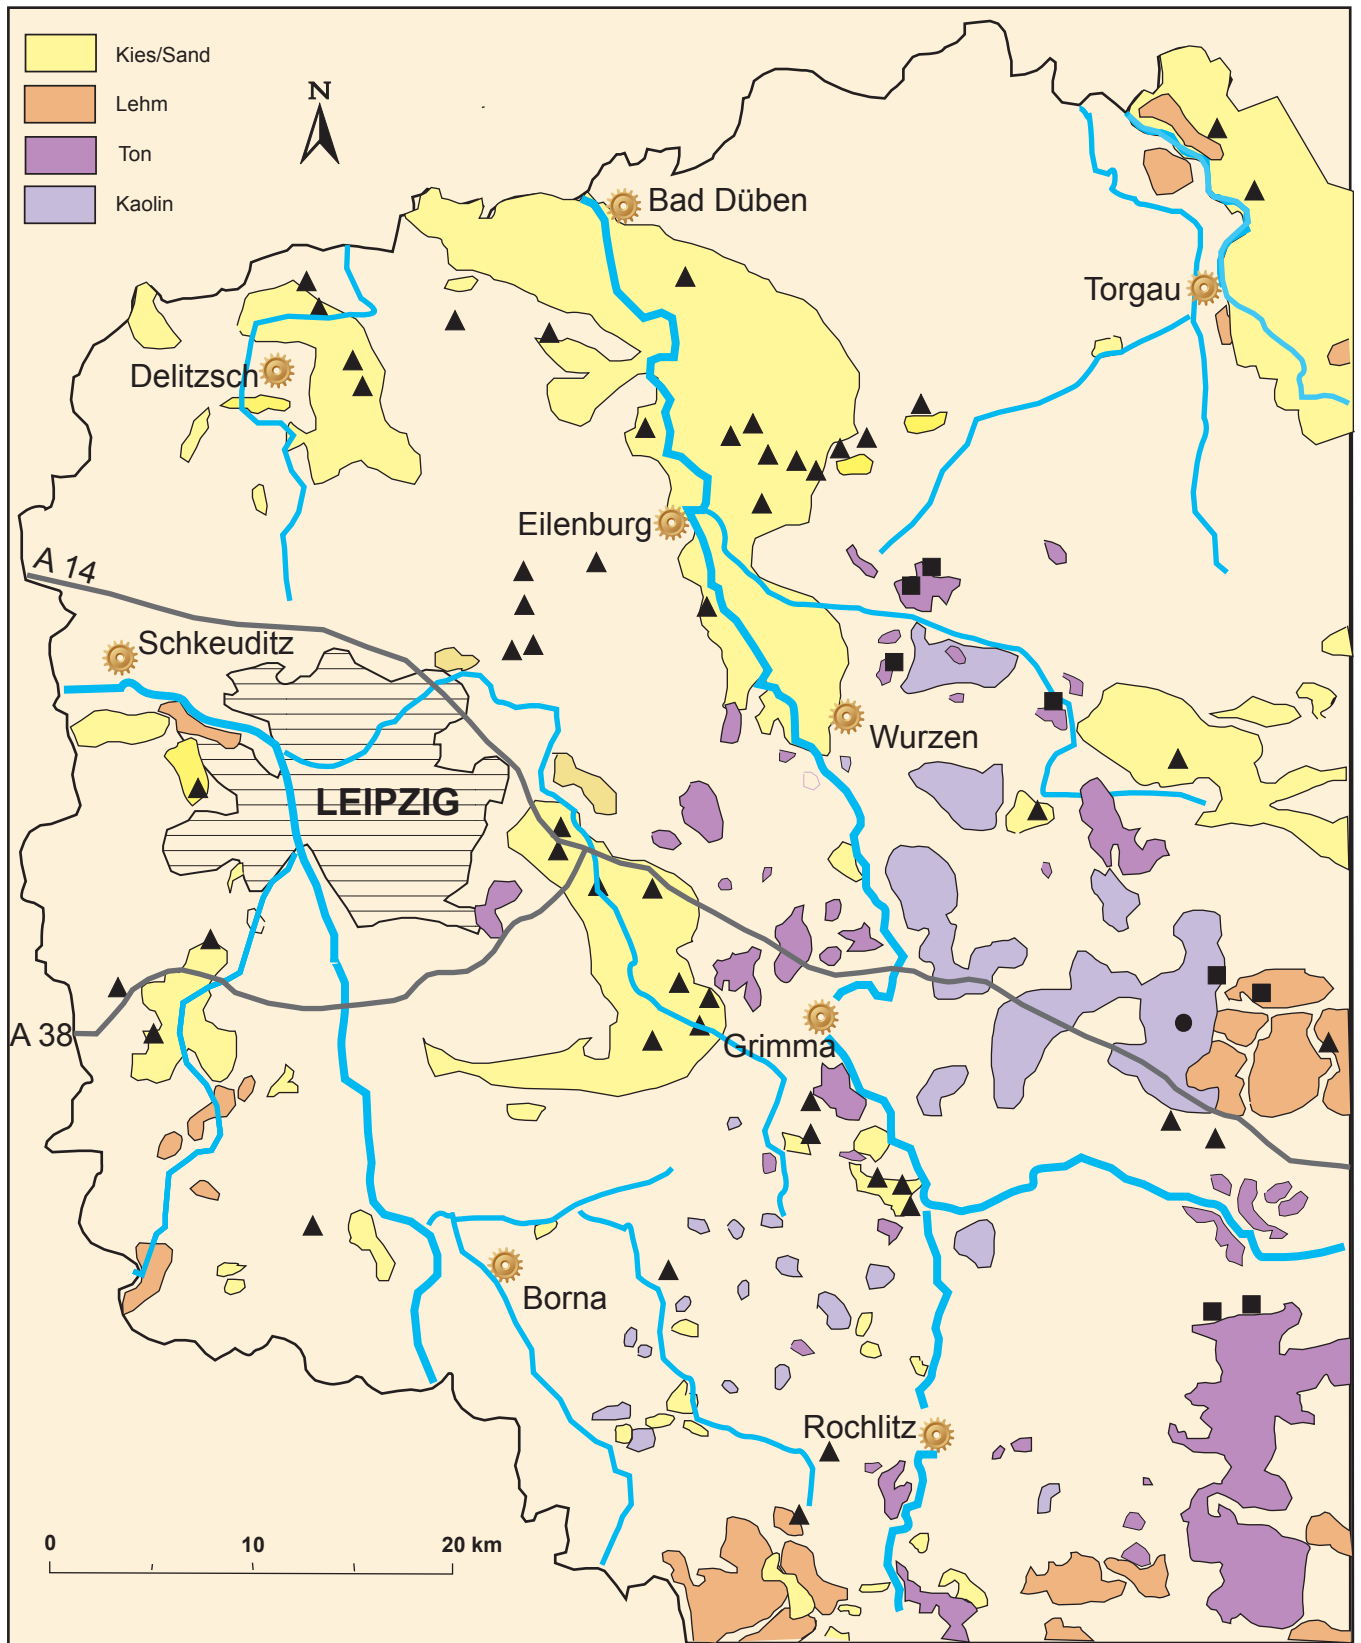 Kies/Sand
Lehm
Ton
Kaolin
N
Bad Düben
Torgau
Delitzsch
Eilenburg
A 14
Schkeuditz
Wurzen
LEIPZIG
Grimma
A 38
Borna
Rochlitz
0 10 20 km